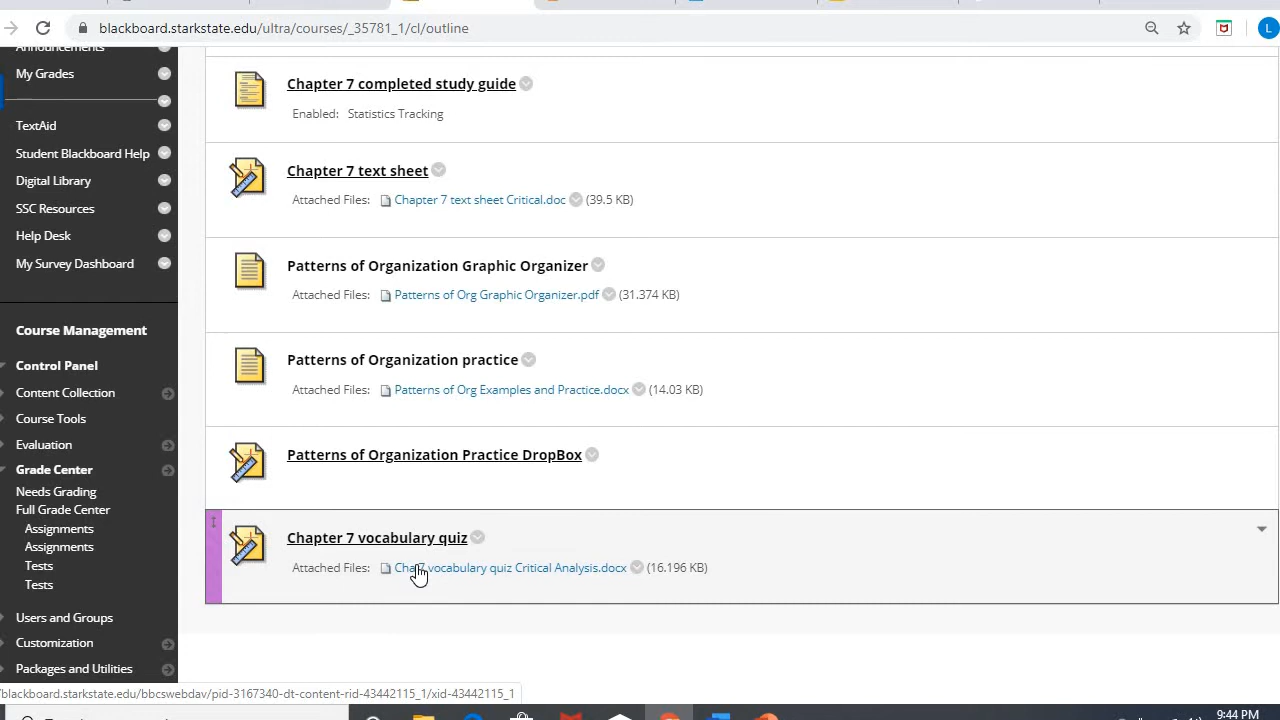 blackboard.starkstate.edu/ultra/courses/_35781_1/cl/outline
L
Announcements
My Grades
TextAid
Student Blackboard Help
Digital Library
SSC Resources
Help Desk
My Survey Dashboard
Course Management
Control Panel
Content Collection
Course Tools
Evaluation
Grade Center
Needs Grading
Full Grade Center
Assignments
Assignments
Tests
Tests
Users and Groups
Customization
Packages and Utilities
Chapter 7 completed study guide
Enabled: Statistics Tracking
Chapter 7 text sheet
Attached Files: Chapter 7 text sheet Critical.doc (39.5 KB)
Patterns of Organization Graphic Organizer
Attached Files: Patterns of Org Graphic Organizer.pdf (31.374 KB)
Patterns of Organization practice
Attached Files: Patterns of Org Examples and Practice.docx (14.03 KB)
Patterns of Organization Practice DropBox
Chapter 7 vocabulary quiz
Attached Files: vocabulary quiz Critical Analysis.docx (16.196 KB)
blackboard.starkstate.edu/bbcswebdav/pid-3167340-dt-content-rid-43442115_1/xid-43442115_1
9:44 PM